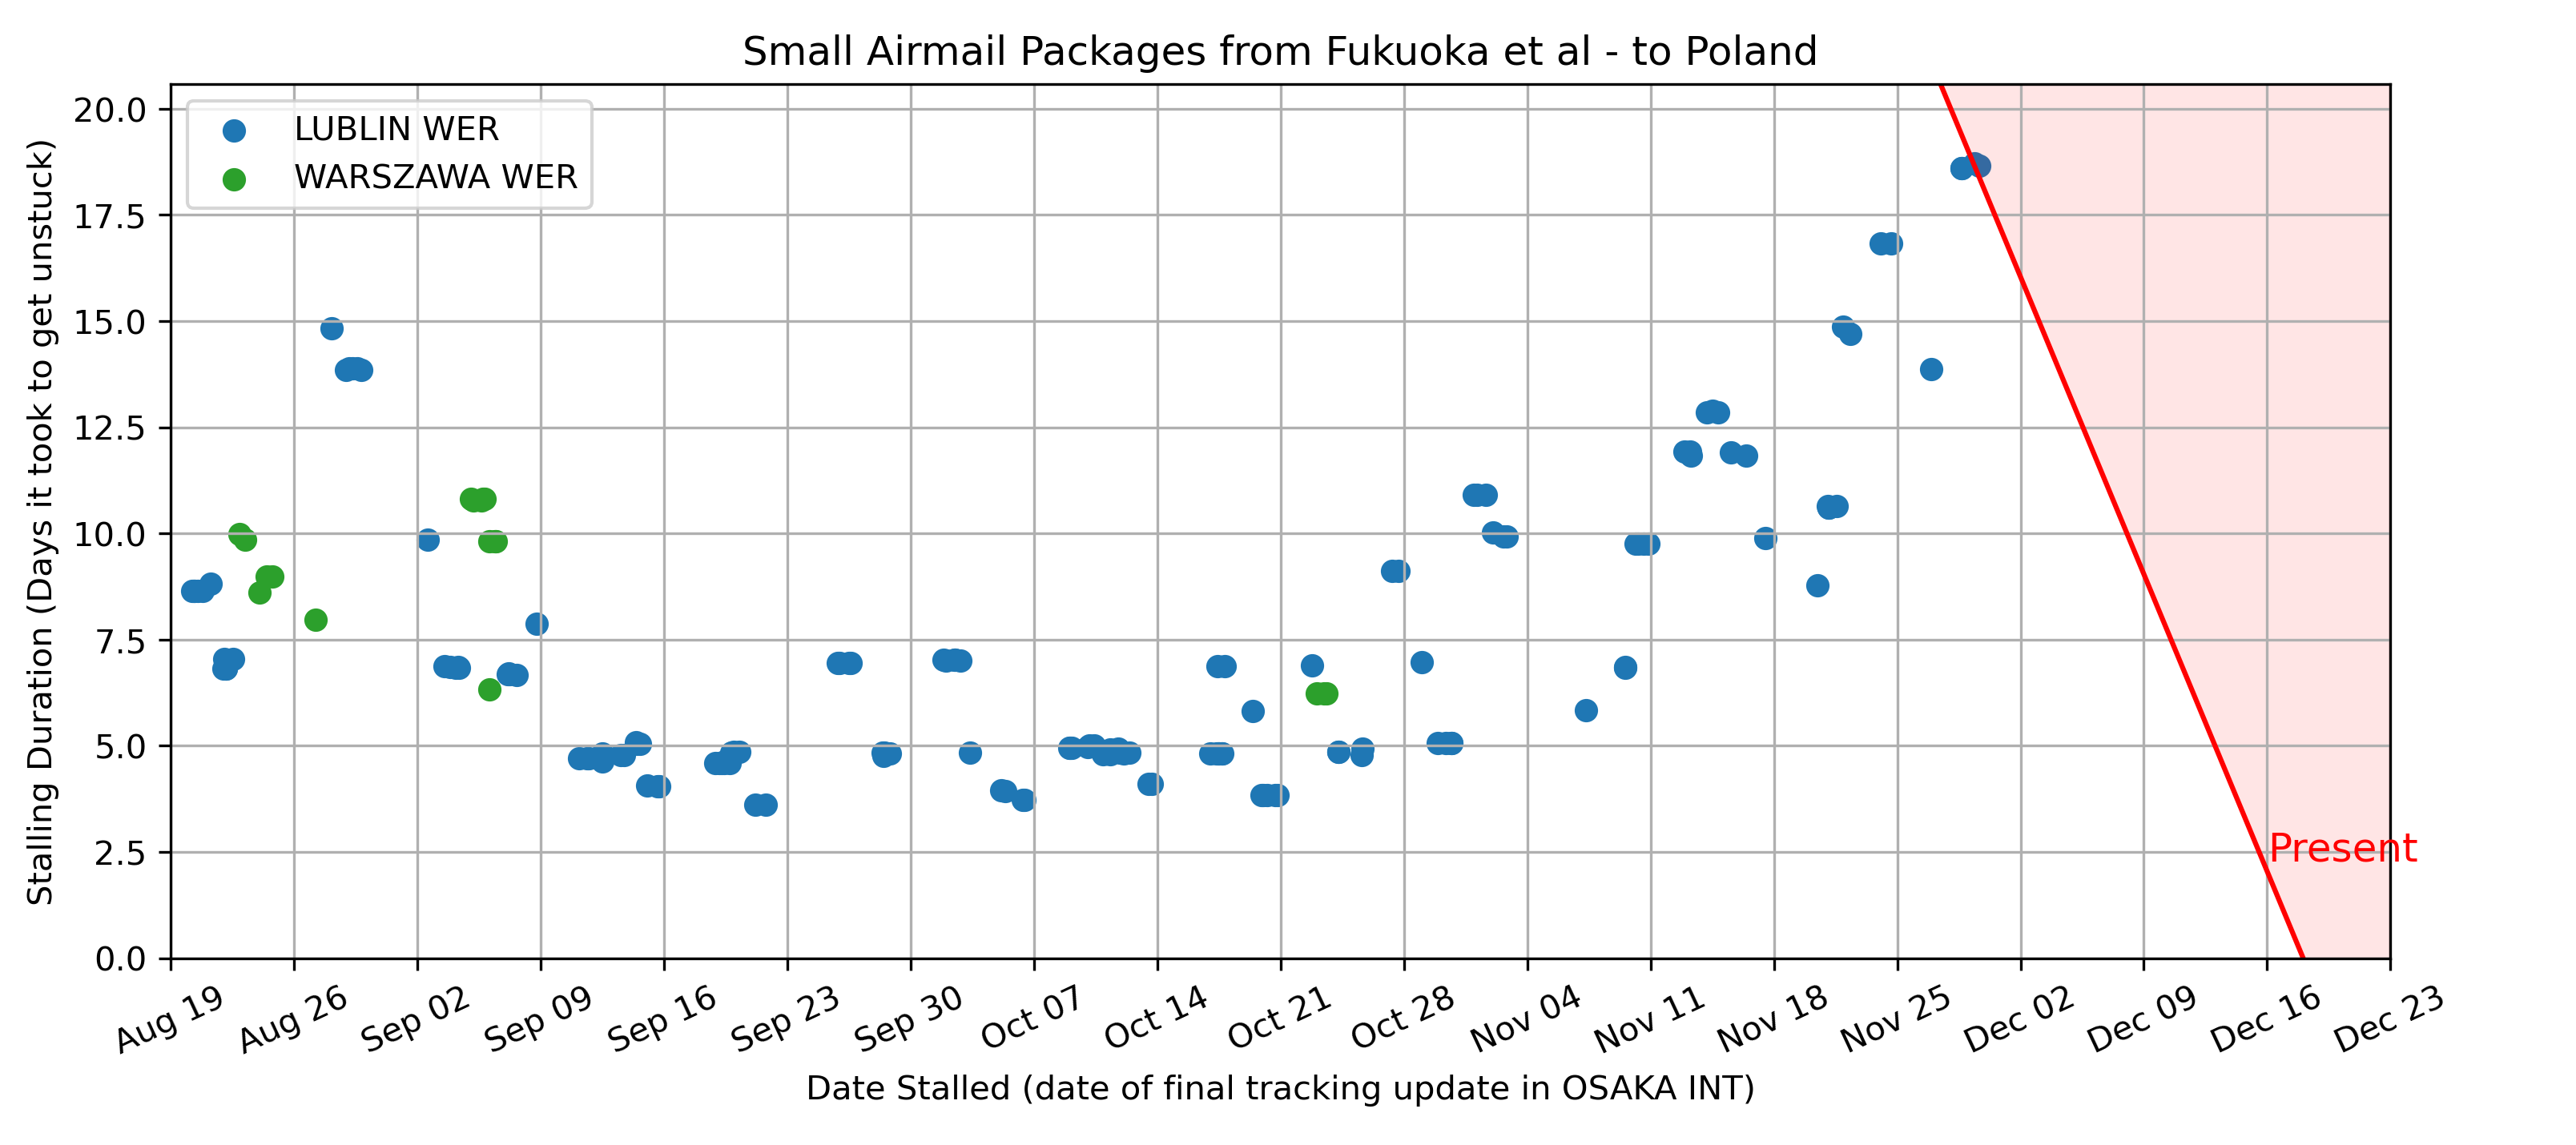 Small Airmail Packages from Fukuoka et al - to Poland
LUBLIN WER
WARSZAWA WER
Stalling Duration (Days it took to get unstuck)
20.0
17.5
15.0
12.5
10.0
7.5
5.0
2.5
0.0
Present
Aug 19 Aug 26 Sep 02 Sep 09 Sep 16 Sep 23 Sep 30 Oct 07 Oct 14 Oct 21 Oct 28 Nov 04 Nov 11 Nov 18 Nov 25 Dec 02 Dec 09 Dec 16 Dec 23
Date Stalled (date of final tracking update in OSAKA INT)